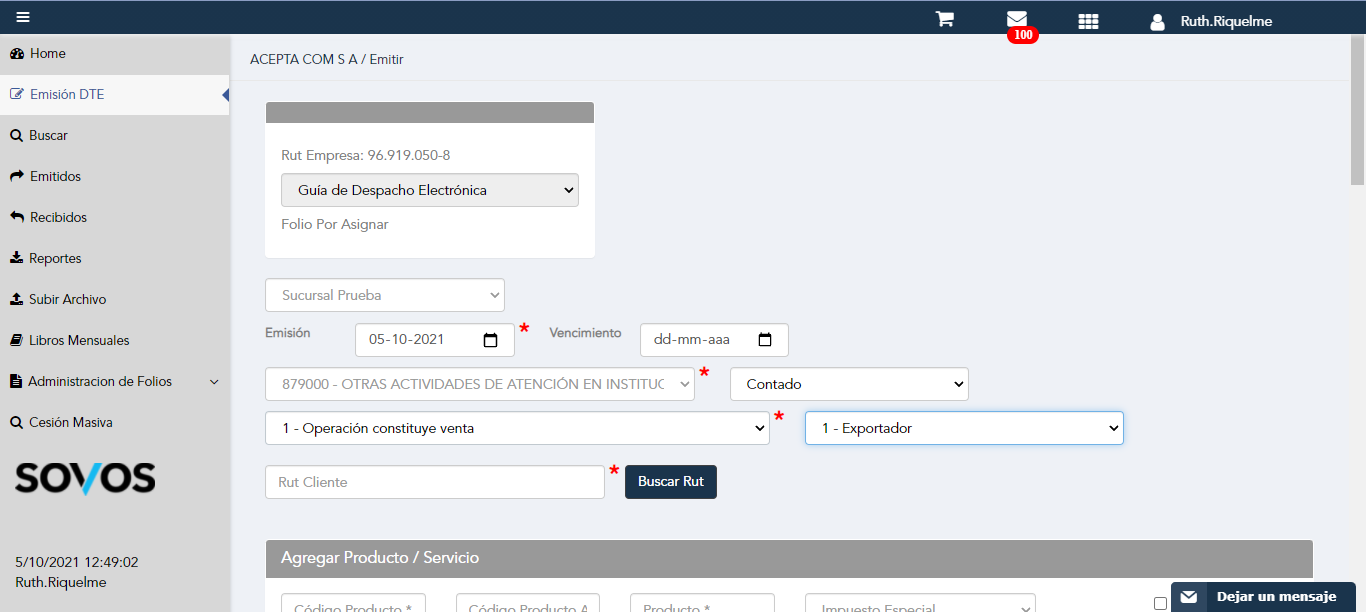 100
Ruth.Riquelme
Home
Emisión DTE
Buscar
Emitidos
Recibidos
Reportes
Subir Archivo
Libros Mensuales
Administracion de Folios
Cesión Masiva
SOVOS
5/10/2021 12:49:02
Ruth.Riquelme
ACEPTA COM S A / Emitir
Rut Empresa: 96.919.050-8
Guía de Despacho Electrónica
Folio Por Asignar
Sucursal Prueba
Emisión 05-10-2021 * Vencimiento dd-mm-aaa
879000 - OTRAS ACTIVIDADES DE ATENCIÓN EN INSTITUC * Contado
1 - Operación constituye venta * 1 - Exportador
Rut Cliente * Buscar Rut
Agregar Producto / Servicio
Código Producto * Código Producto A Producto * Impuesto Especial
Dejar un mensaje